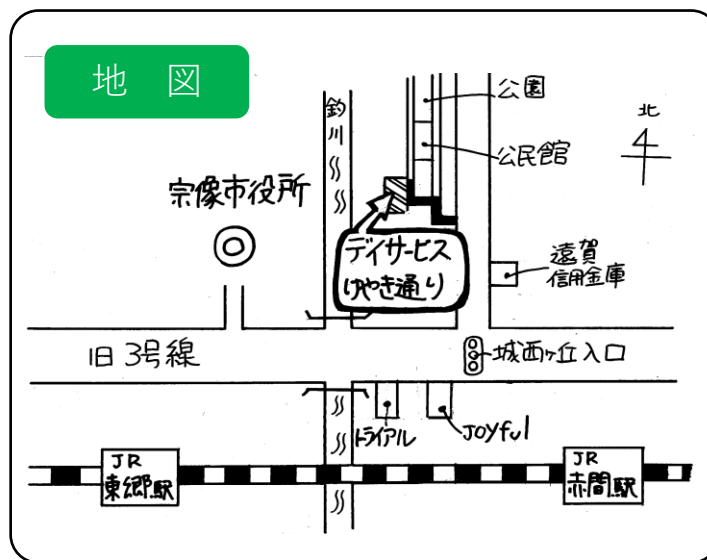 地 図
公園
北
釣川
公民館
宗像市役所
デイサービス
けやき通り
遠賀
信用金庫
旧3号線
城西ヶ丘入口
トライアル
Joyful
JR
東郷駅
JR
赤間駅